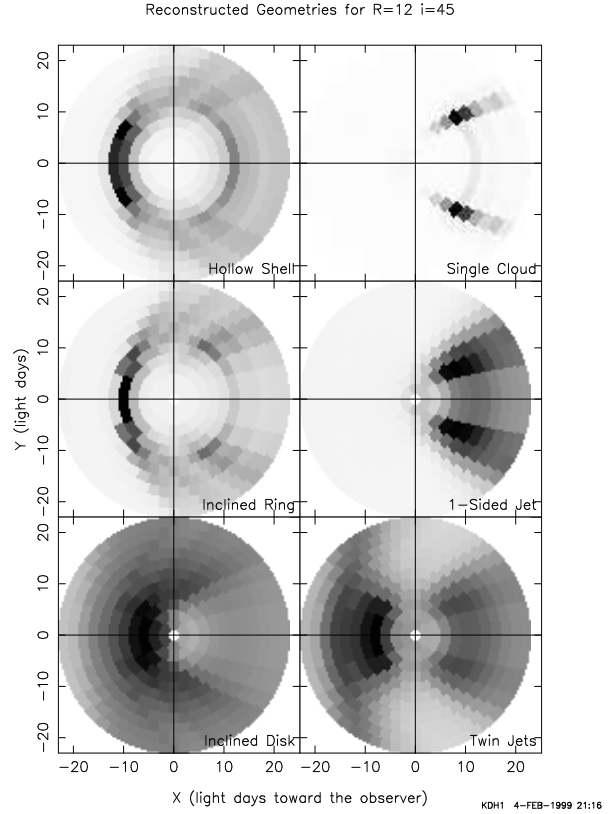 Reconstructed Geometries for R=12 i=45
20
10
0
−10
−20
Hollow Shell
Single Cloud
20
10
0
−10
−20
Inclined Ring
1−Sided Jet
Y (light days)
20
10
0
−10
−20
Inclined Disk
Twin Jets
−20 −10 0 10 20 −20 −10 0 10 20
X (light days toward the observer)
KDH1 4−FEB−1999 21:16